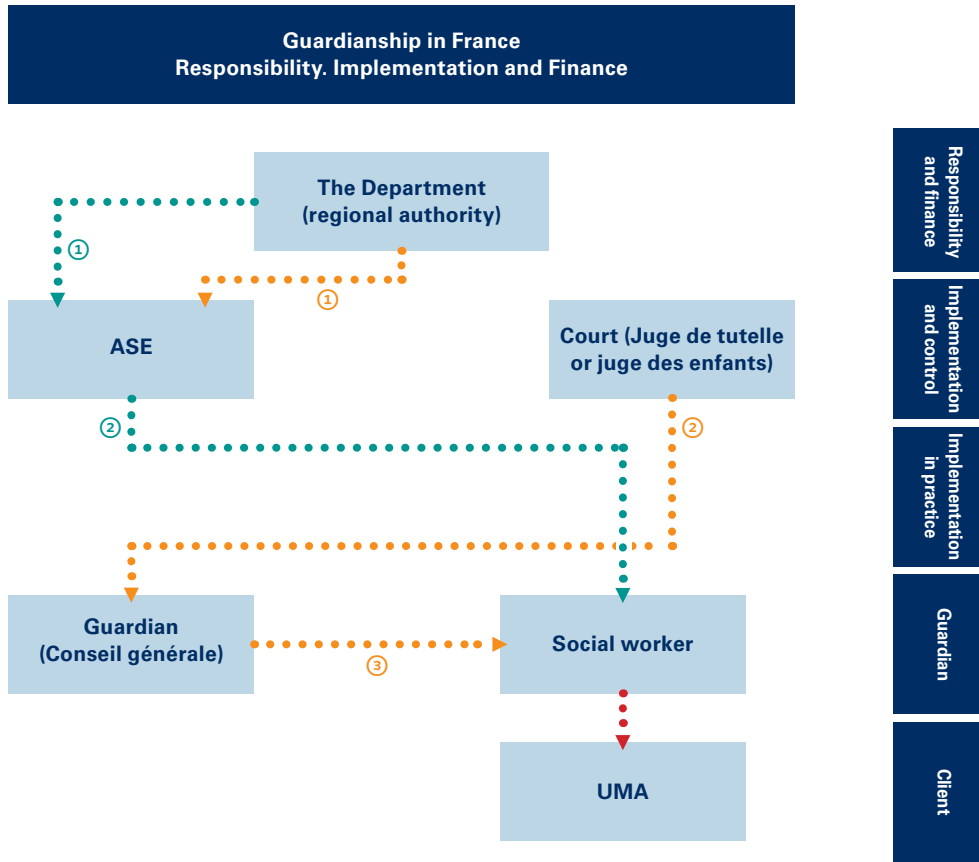 Guardianship in France
Responsibility. Implementation and Finance
The Department
(regional authority)
Responsibility
and finance
1
1
ASE
Court (Juge de tutelle
or juge des enfants)
Implementation
and control
2
2
Implementation
in practice
Guardian
(Conseil générale)
3
Social worker
Guardian
UMA
Client